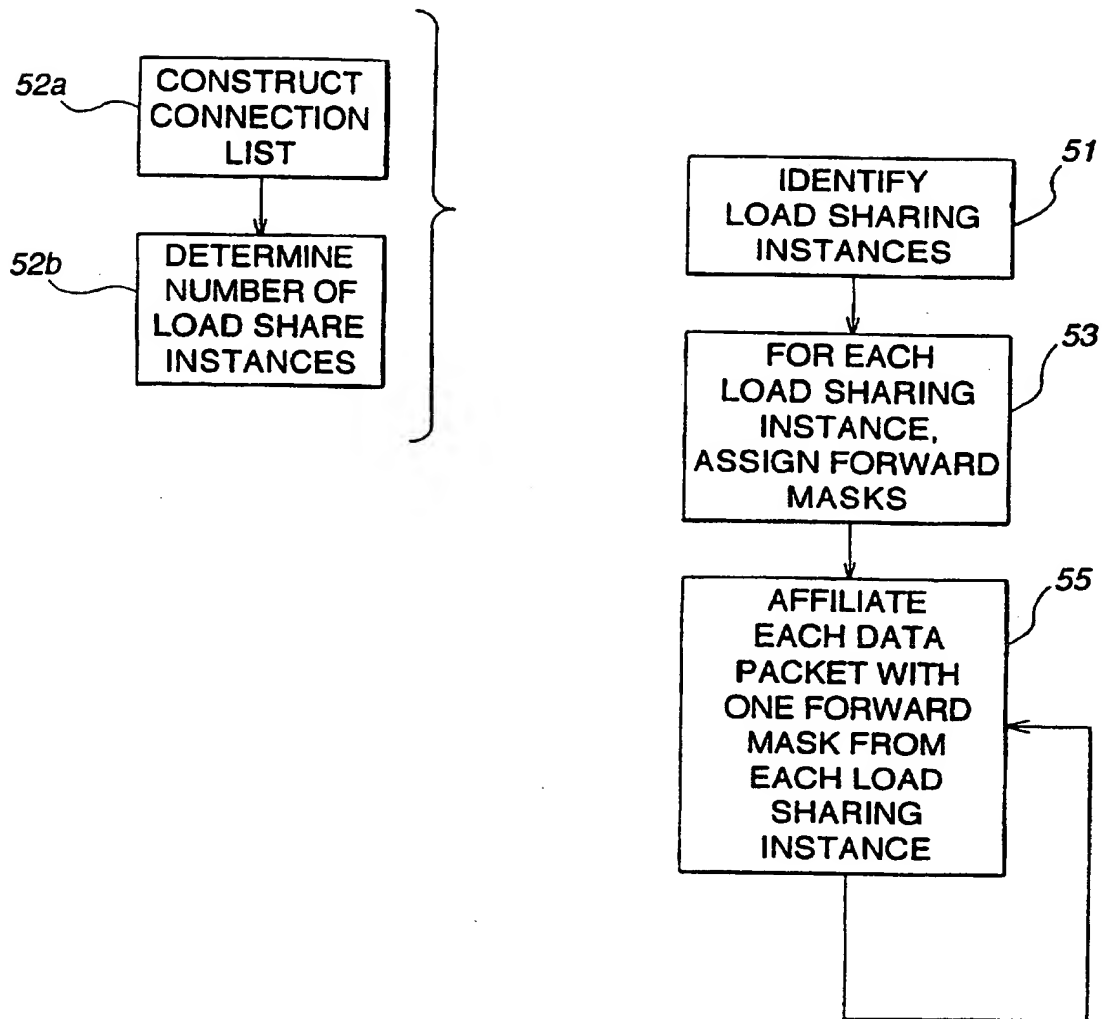 52a
CONSTRUCT
CONNECTION
LIST
52b
DETERMINE
NUMBER OF
LOAD SHARE
INSTANCES
51
IDENTIFY
LOAD SHARING
INSTANCES
53
FOR EACH
LOAD SHARING
INSTANCE,
ASSIGN FORWARD
MASKS
55
AFFILIATE
EACH DATA
PACKET WITH
ONE FORWARD
MASK FROM
EACH LOAD
SHARING
INSTANCE